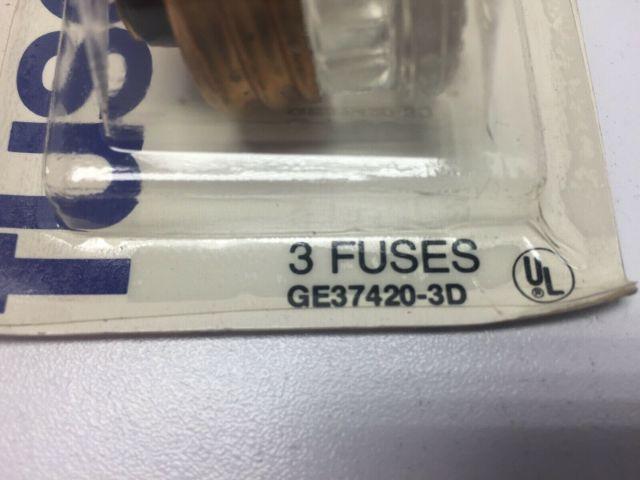 3 FUSES
GE37420-3D
UL
®